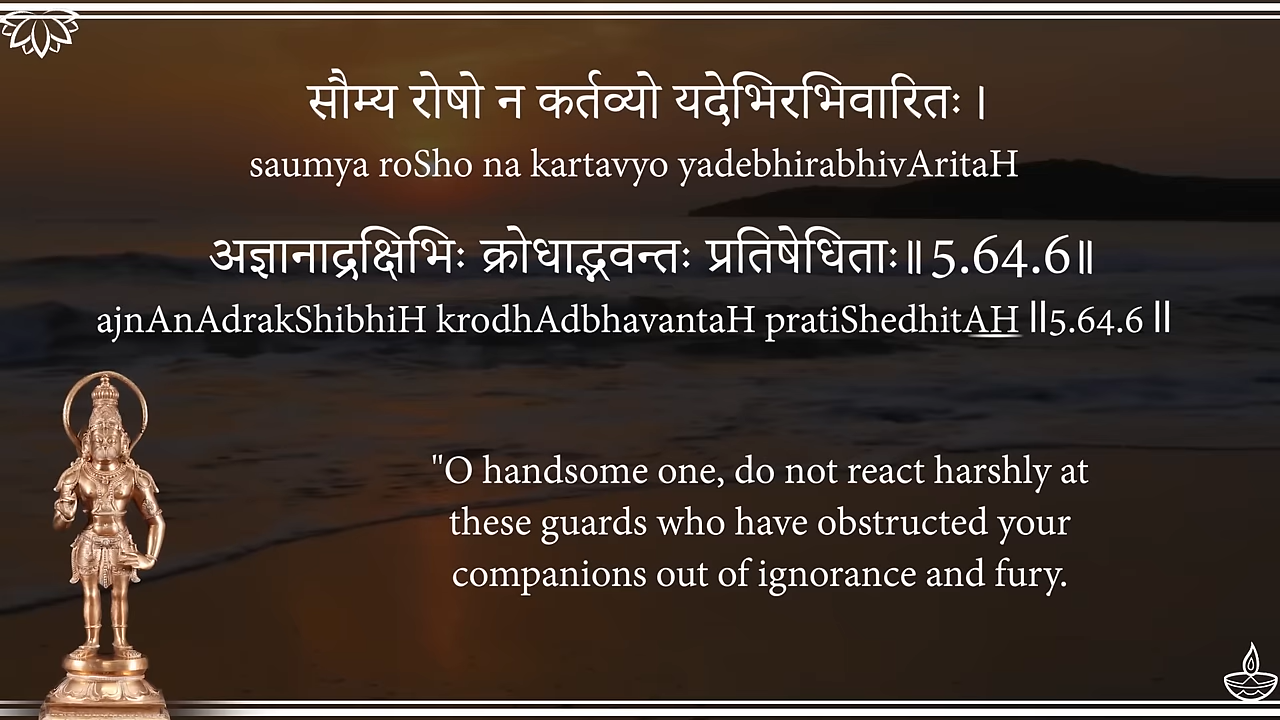 सौम्य रोषो न कर्तव्यो यदेभिरभिवारितः ।
saumya roSho na kartavyo yadebhirabhivAritaH
अज्ञानाद्रक्षिभिः क्रोधाद्भवन्तः प्रतिषेधिताः॥5.64.6॥
ajnAnAdrakShibhiH krodhAdbhavantaH pratiShedhitAH ॥5.64.6 ॥
"O handsome one, do not react harshly at
these guards who have obstructed your
companions out of ignorance and fury.